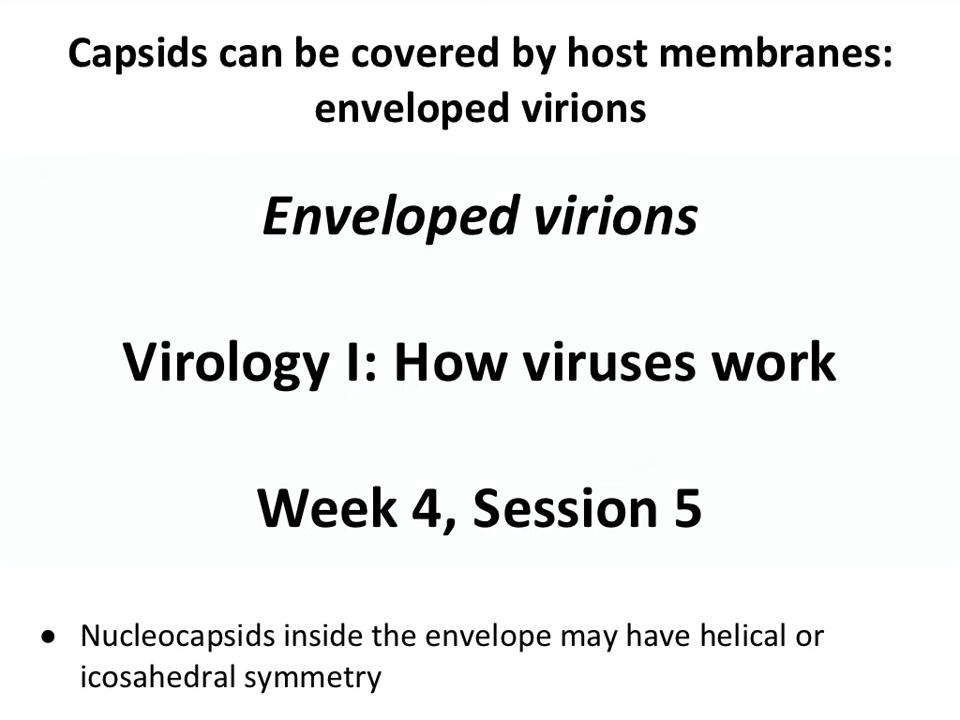 Capsids can be covered by host membranes:
enveloped virions
Enveloped virions
Virology I: How viruses work
Week 4, Session 5
• Nucleocapsids inside the envelope may have helical or
icosahedral symmetry